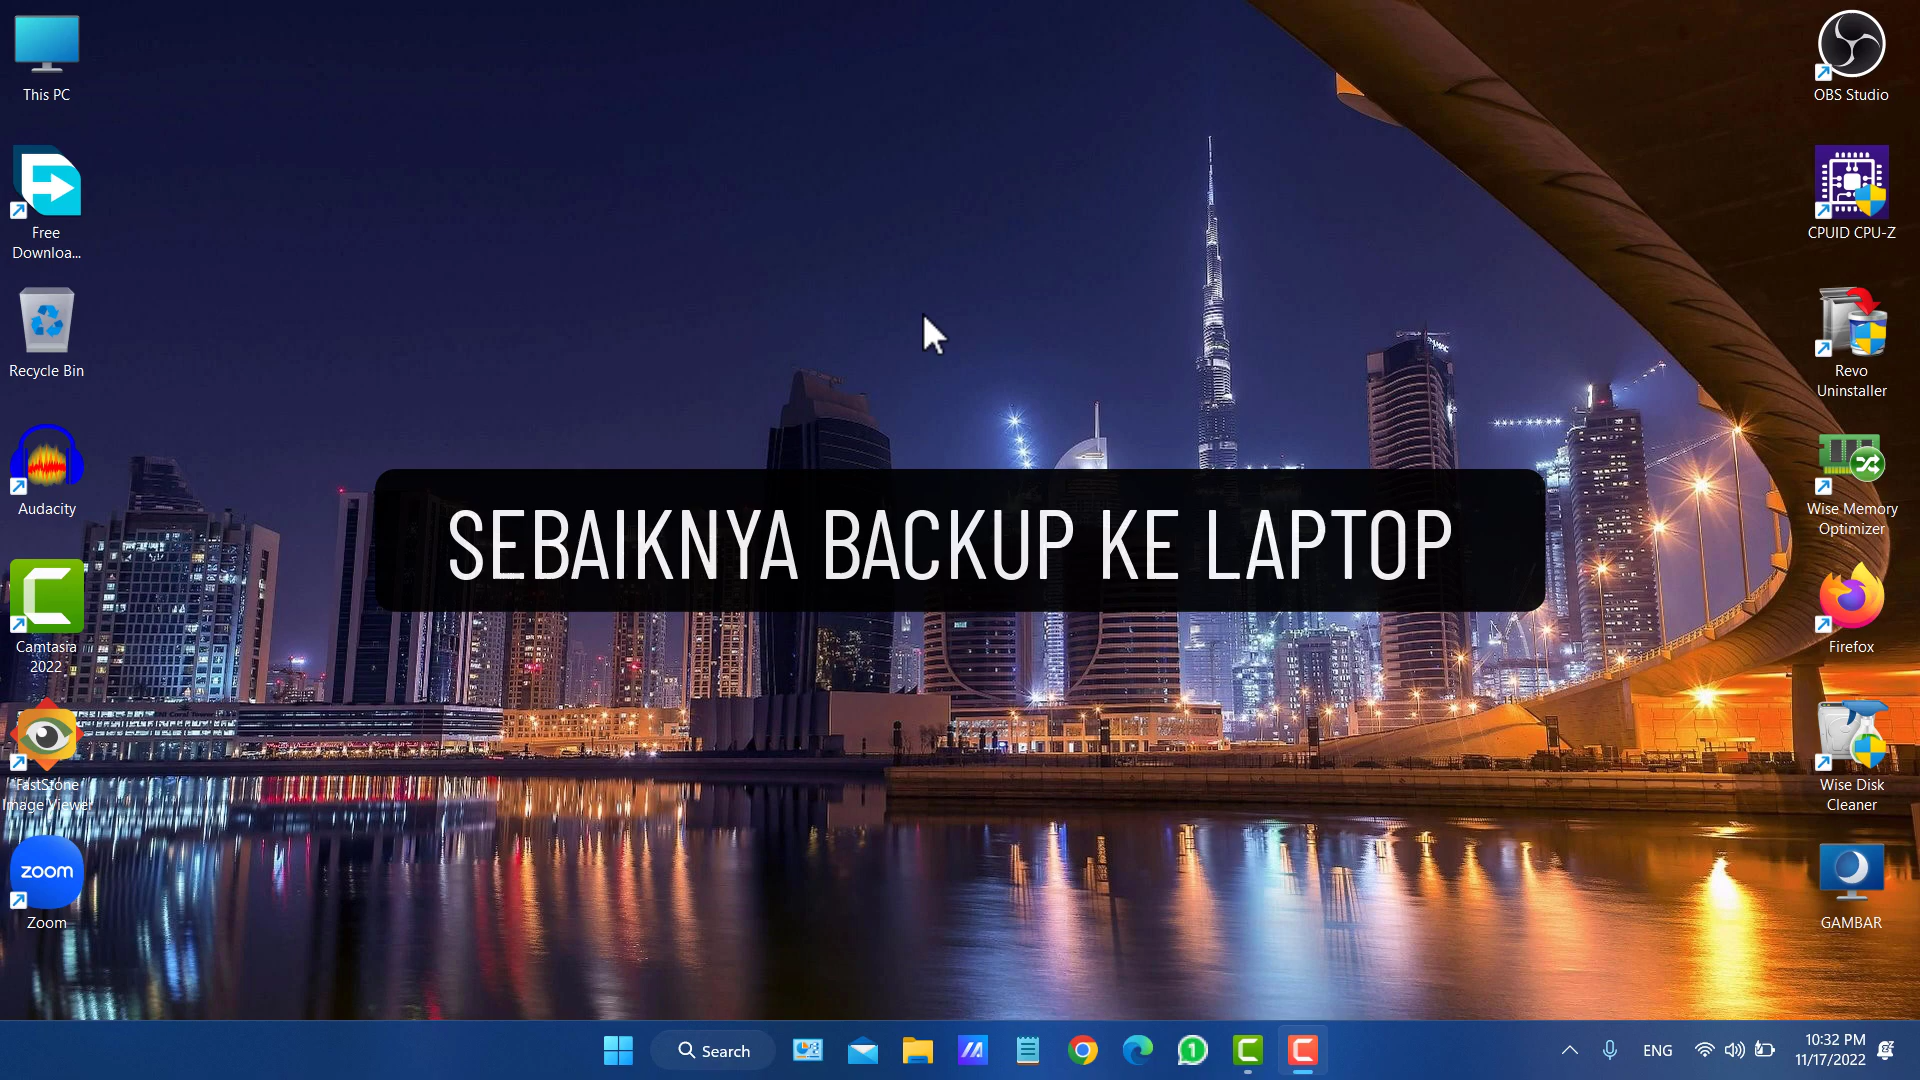 This PC
Free
Downloa...
Recycle Bin
Audacity
Camtasia
2022
FastStone
Image Viewer
zoom
Zoom
SEBAIKNYA BACKUP KE LAPTOP
OBS Studio
CPUID CPU-Z
Revo
Uninstaller
Wise Memory
Optimizer
Firefox
Wise Disk
Cleaner
GAMBAR
Search
1
ENG
10:32 PM
11/17/2022